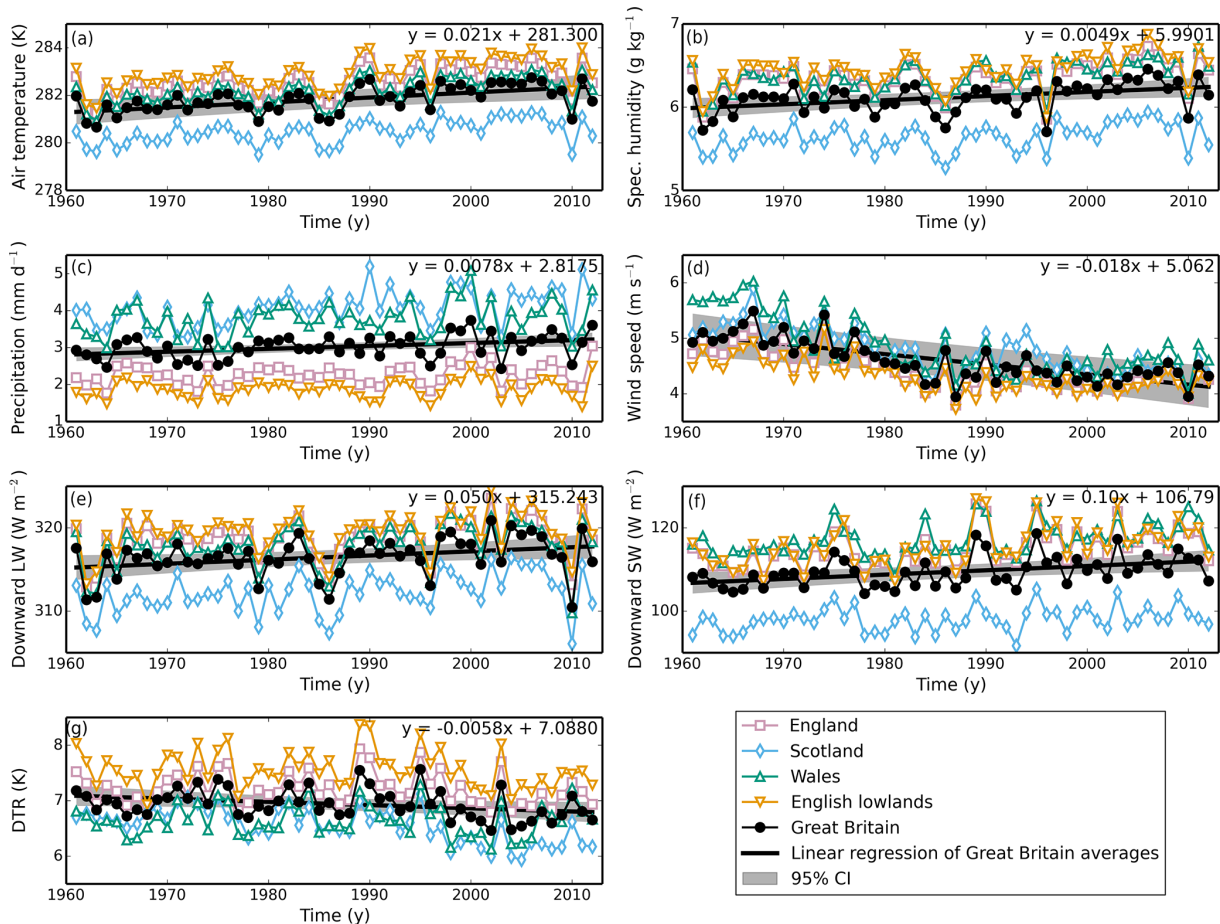 (a)
y = 0.021x + 281.300
Air temperature (K)
284
282
280
278
1960 1970 1980 1990 2000 2010
Time (y)
(b)
y = 0.0049x + 5.9901
Spec. humidity (g kg⁻¹)
7
6
5
1960 1970 1980 1990 2000 2010
Time (y)
(c)
y = 0.0078x + 2.8175
Precipitation (mm d⁻¹)
5
4
3
2
1
1960 1970 1980 1990 2000 2010
Time (y)
(d)
y = -0.018x + 5.062
Wind speed (m s⁻¹)
6
5
4
1960 1970 1980 1990 2000 2010
Time (y)
(e)
y = 0.050x + 315.243
Downward LW (W m⁻²)
320
310
1960 1970 1980 1990 2000 2010
Time (y)
(f)
y = 0.10x + 106.79
Downward SW (W m⁻²)
120
100
1960 1970 1980 1990 2000 2010
Time (y)
(g)
y = -0.0058x + 7.0880
DTR (K)
8
7
6
1960 1970 1980 1990 2000 2010
Time (y)
England
Scotland
Wales
English lowlands
Great Britain
Linear regression of Great Britain averages
95% CI